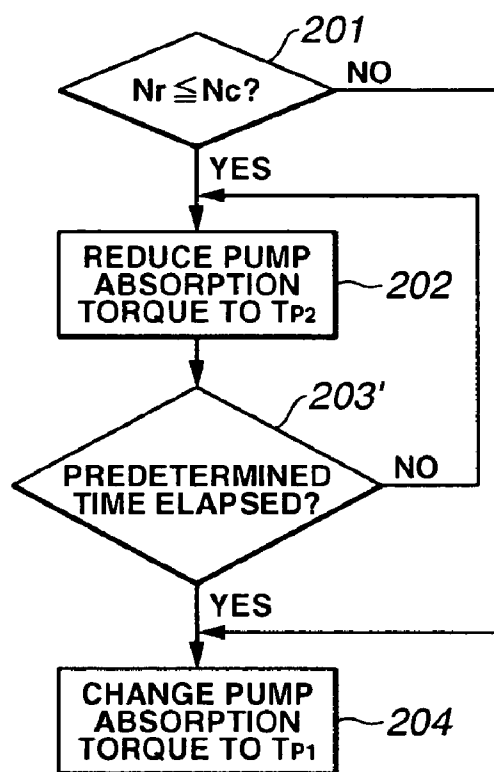 201
Nr ≦ Nc?
NO
YES
REDUCE PUMP
ABSORPTION
TORQUE TO TP2
202
203'
PREDETERMINED
TIME ELAPSED?
NO
YES
CHANGE PUMP
ABSORPTION
TORQUE TO TP1
204